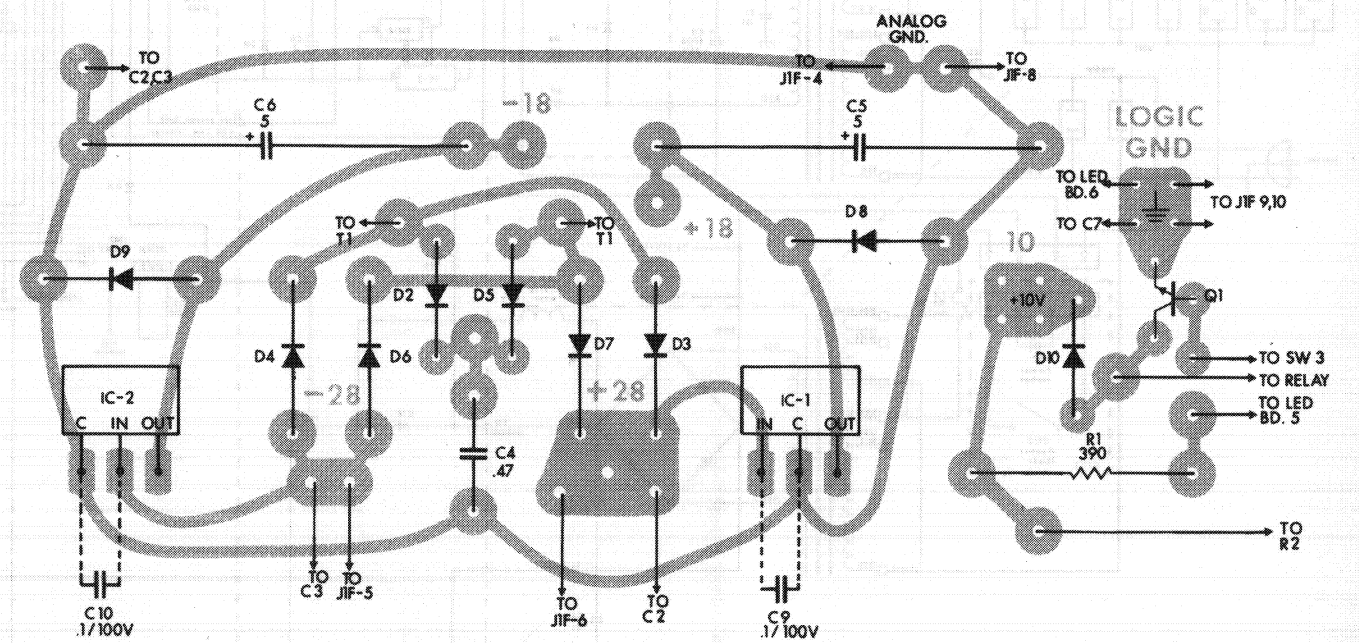 ANALOG
GND.
TO
C2,C3
TO
J1F-4
TO
J1F-8
C6
5
+
-18
C5
5
+
LOGIC
GND
TO LED
BD.6
TO J1F 9,10
TO C7
TO
T1
TO
T1
+18
D8
10
D9
D2
D5
+10V
Q1
D4
D6
D7
D3
D10
TO SW 3
TO RELAY
IC-2
C IN OUT
-28
+28
IC-1
IN C OUT
TO LED
BD. 5
C4
.47
R1
390
TO
R2
TO
C3
TO
J1F-5
TO
J1F-6
TO
C2
C10
.1/100V
C9
.1/100V